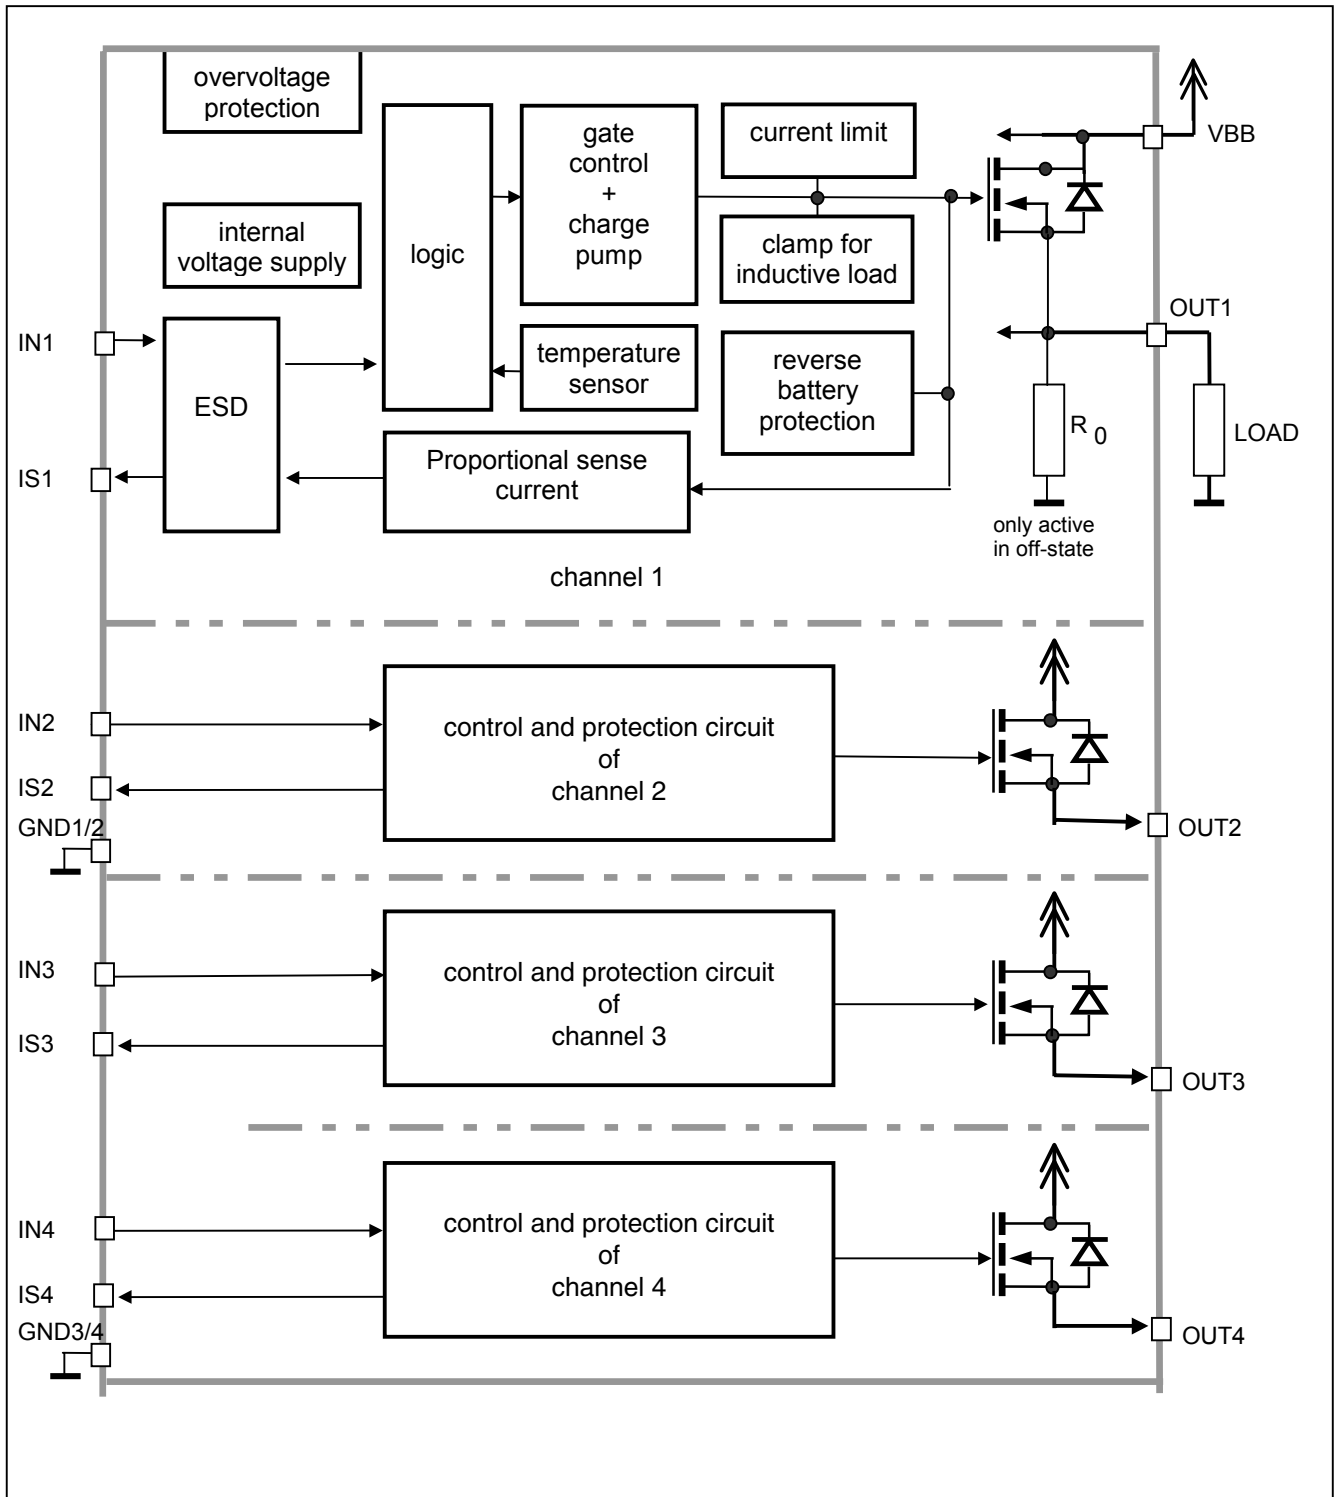 overvoltage
protection
gate
control
+
charge
pump
current limit
VBB
internal
voltage supply
logic
clamp for
inductive load
IN1
OUT1
ESD
temperature
sensor
reverse
battery
protection
R 0
LOAD
IS1
Proportional sense
current
only active
in off-state
channel 1
IN2
control and protection circuit
of
channel 2
IS2
GND1/2
OUT2
IN3
control and protection circuit
of
channel 3
IS3
OUT3
IN4
control and protection circuit
of
channel 4
IS4
GND3/4
OUT4